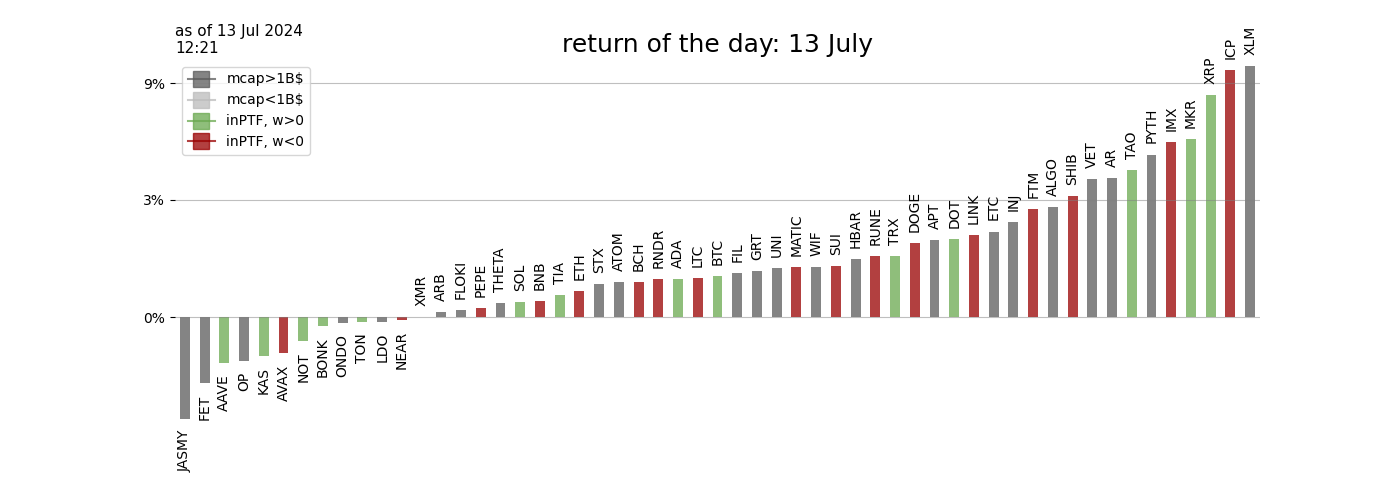 as of 13 Jul 2024
12:21
return of the day: 13 July
mcap>1B$
mcap<1B$
inPTF, w>0
inPTF, w<0
9%
3%
0%
JASMY
FET
AAVE
OP
KAS
AVAX
NOT
BONK
ONDO
TON
LDO
NEAR
XMR
ARB
FLOKI
PEPE
THETA
SOL
BNB
TIA
ETH
STX
ATOM
BCH
RNDR
ADA
LTC
BTC
FIL
GRT
UNI
MATIC
WIF
SUI
HBAR
RUNE
TRX
DOGE
APT
DOT
LINK
ETC
INJ
FTM
ALGO
SHIB
VET
AR
TAO
PYTH
IMX
MKR
XRP
ICP
XLM